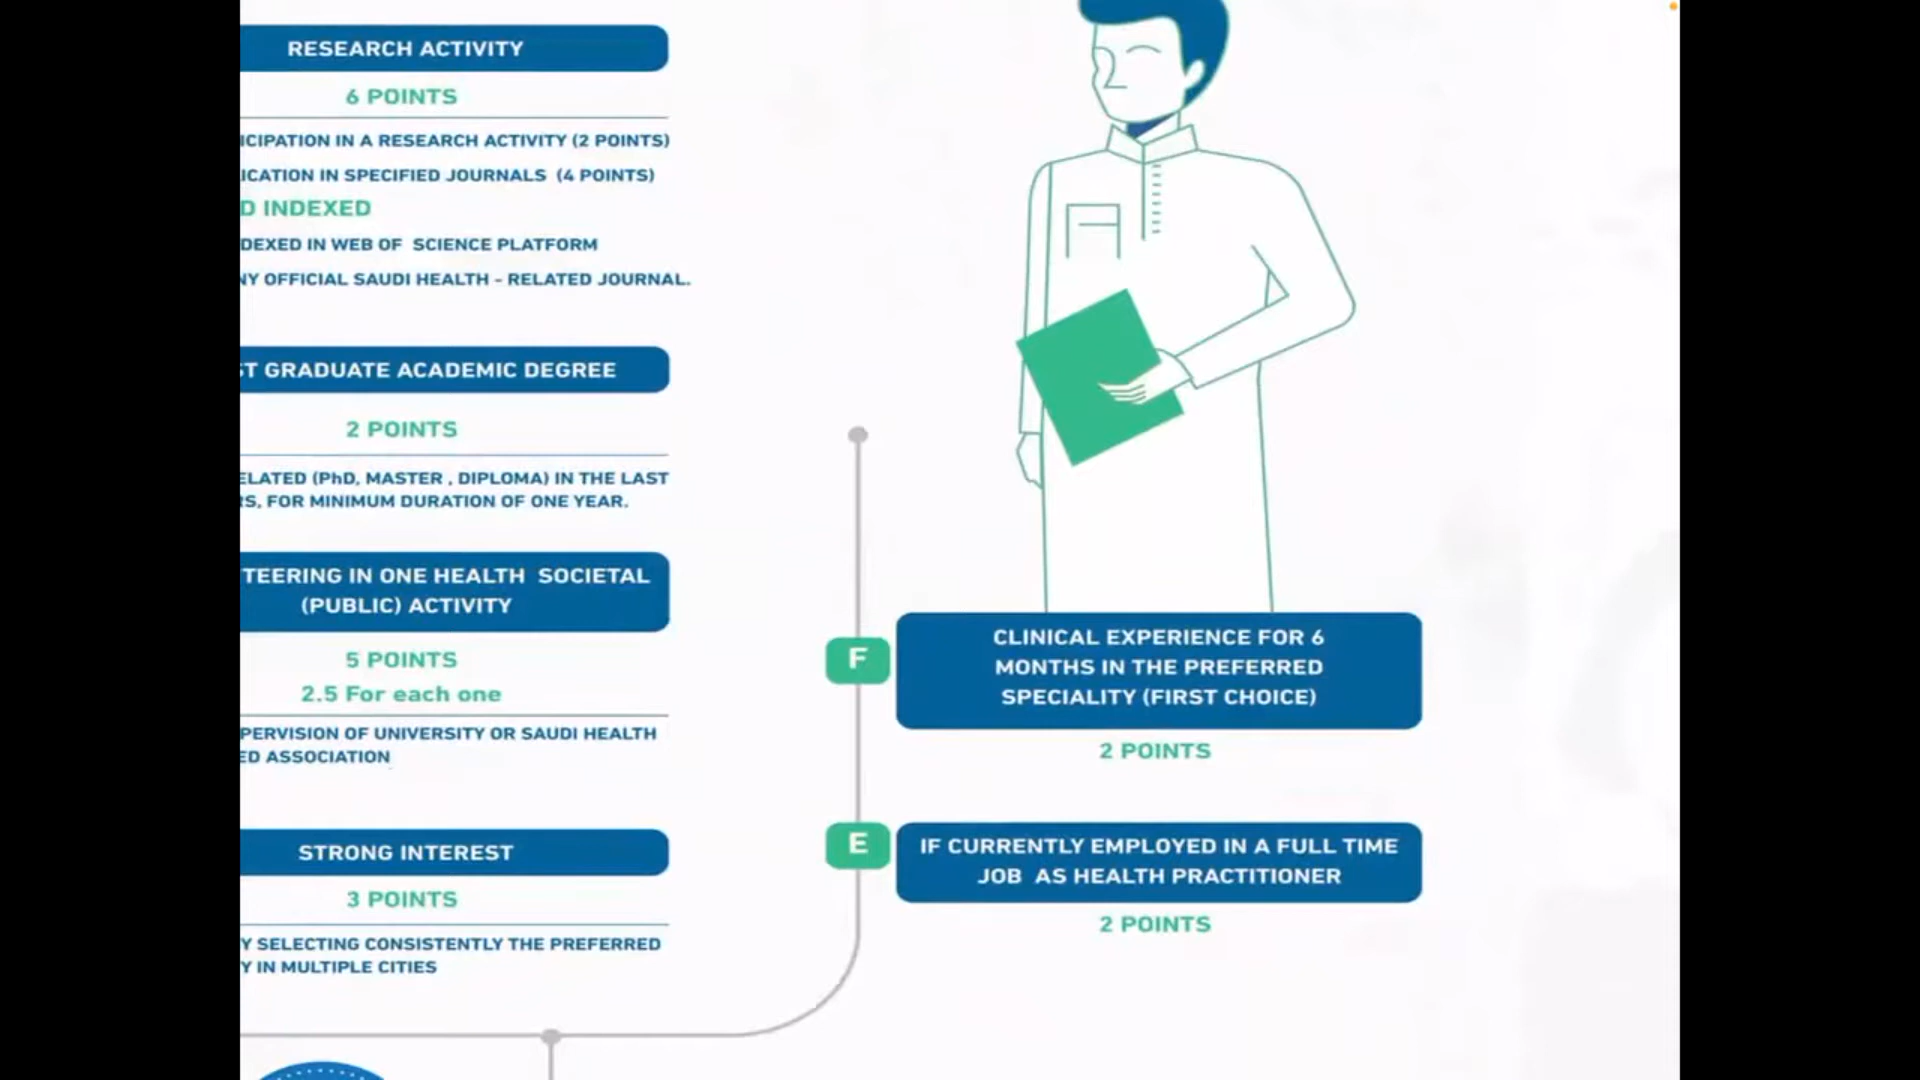 RESEARCH ACTIVITY
6 POINTS
ICIPATION IN A RESEARCH ACTIVITY (2 POINTS)
ICATION IN SPECIFIED JOURNALS (4 POINTS)
D INDEXED
DEXED IN WEB OF SCIENCE PLATFORM
NY OFFICIAL SAUDI HEALTH - RELATED JOURNAL.
ST GRADUATE ACADEMIC DEGREE
2 POINTS
ELATED (PhD, MASTER , DIPLOMA) IN THE LAST
RS, FOR MINIMUM DURATION OF ONE YEAR.
TEERING IN ONE HEALTH SOCIETAL
(PUBLIC) ACTIVITY
5 POINTS
2.5 For each one
PERVISION OF UNIVERSITY OR SAUDI HEALTH
ED ASSOCIATION
STRONG INTEREST
3 POINTS
Y SELECTING CONSISTENTLY THE PREFERRED
Y IN MULTIPLE CITIES
F
CLINICAL EXPERIENCE FOR 6
MONTHS IN THE PREFERRED
SPECIALITY (FIRST CHOICE)
2 POINTS
E
IF CURRENTLY EMPLOYED IN A FULL TIME
JOB AS HEALTH PRACTITIONER
2 POINTS